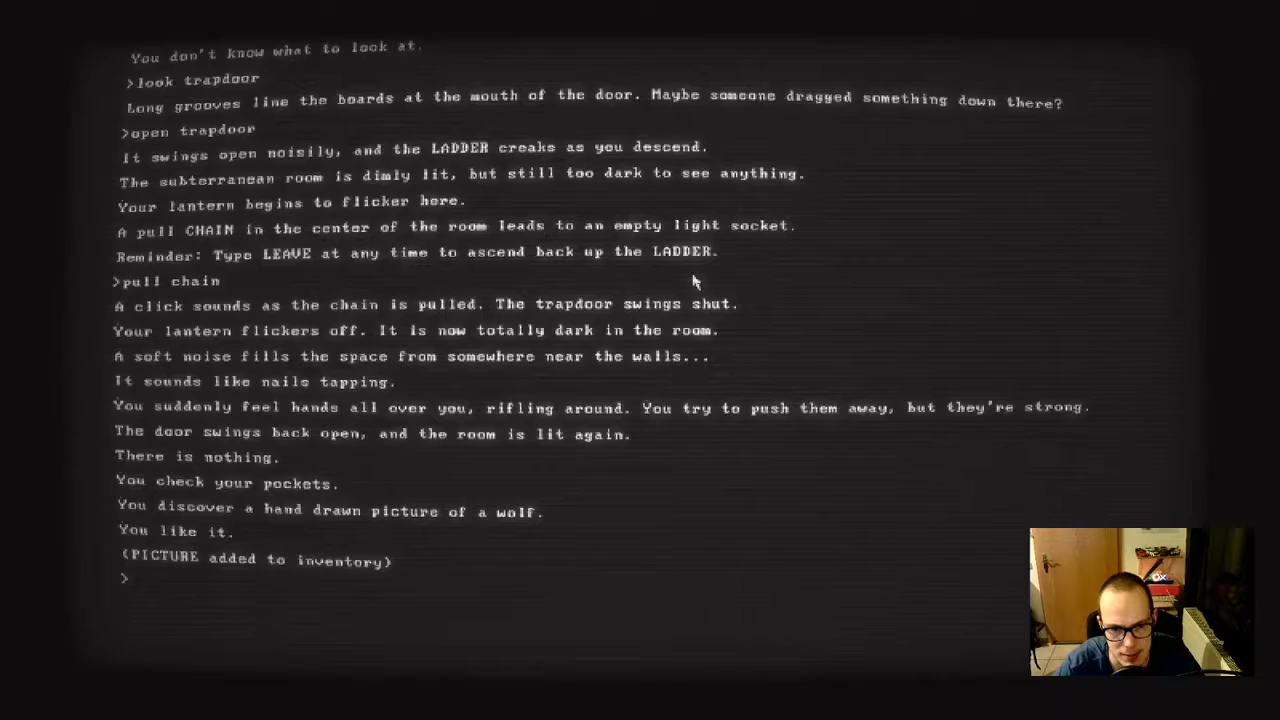 You don't know what to look at.
>look trapdoor
Long grooves line the boards at the mouth of the door. Maybe someone dragged something down there?
>open trapdoor
It swings open noisily, and the LADDER creaks as you descend.
The subterranean room is dimly lit, but still too dark to see anything.
Your lantern begins to flicker here.
A pull CHAIN in the center of the room leads to an empty light socket.
Reminder: Type LEAVE at any time to ascend back up the LADDER.
>pull chain
A click sounds as the chain is pulled. The trapdoor swings shut.
Your lantern flickers off. It is now totally dark in the room.
A soft noise fills the space from somewhere near the walls...
It sounds like nails tapping.
You suddenly feel hands all over you, rifling around. You try to push them away, but they're strong.
The door swings back open, and the room is lit again.
There is nothing.
You check your pockets.
You discover a hand drawn picture of a wolf.
You like it.
(PICTURE added to inventory)
>